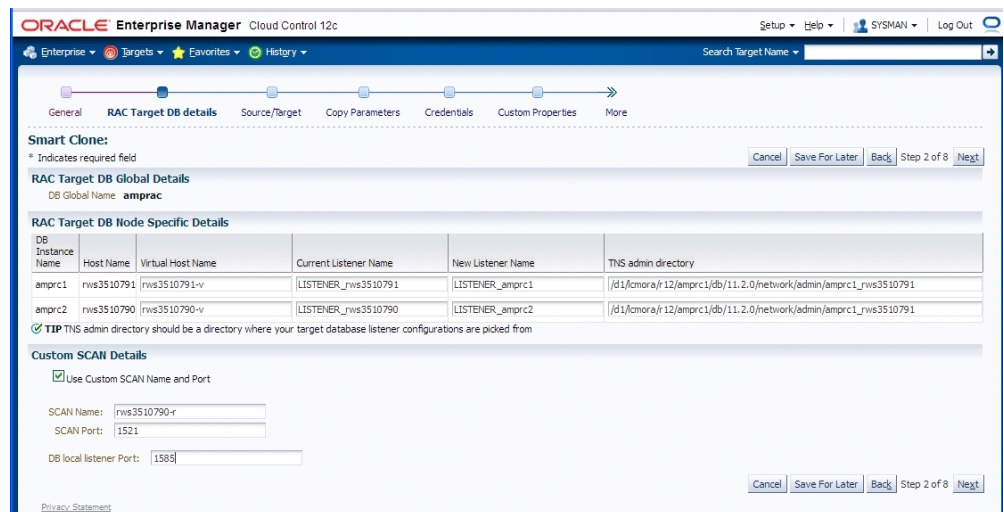 ORACLE Enterprise Manager Cloud Control 12c
Setup Help SYSMAN Log Out
Enterprise Targets Favorites History
Search Target Name
General RAC Target DB details Source/Target Copy Parameters Credentials Custom Properties More
Smart Clone:
* Indicates required field
Cancel Save For Later Back Step 2 of 8 Next
RAC Target DB Global Details
DB Global Name amprac
RAC Target DB Node Specific Details
DB Instance Name Host Name Virtual Host Name Current Listener Name New Listener Name TNS admin directory
amprc1 rws3510791 rws3510791-v LISTENER_rws3510791 LISTENER_amprc1 /d1/lcmora/r12/amprc1/db/11.2.0/network/admin/amprc1_rws3510791
amprc2 rws3510790 rws3510790-v LISTENER_rws3510790 LISTENER_amprc2 /d1/lcmora/r12/amprc1/db/11.2.0/network/admin/amprc1_rws3510791
TIP TNS admin directory should be a directory where your target database listener configurations are picked from
Custom SCAN Details
Use Custom SCAN Name and Port
SCAN Name: rws3510790-r
SCAN Port: 1521
DB local listener Port: 1585
Cancel Save For Later Back Step 2 of 8 Next
Privacy Statement